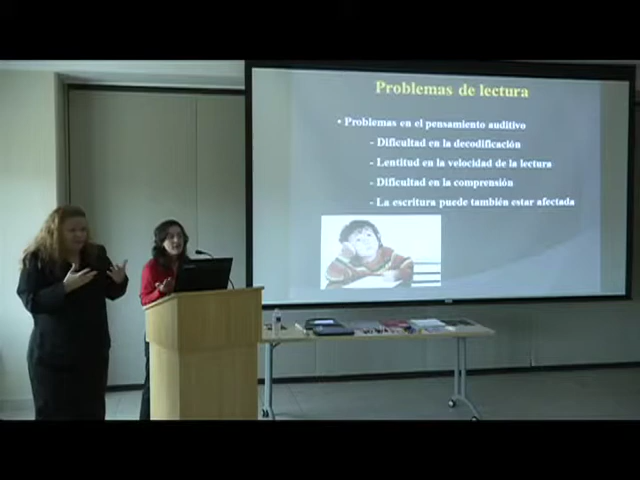 Problemas de lectura
• Problemas en el pensamiento auditivo
- Dificultad en la decodificación
- Lentitud en la velocidad de la lectura
- Dificultad en la comprensión
- La escritura puede también estar afectada